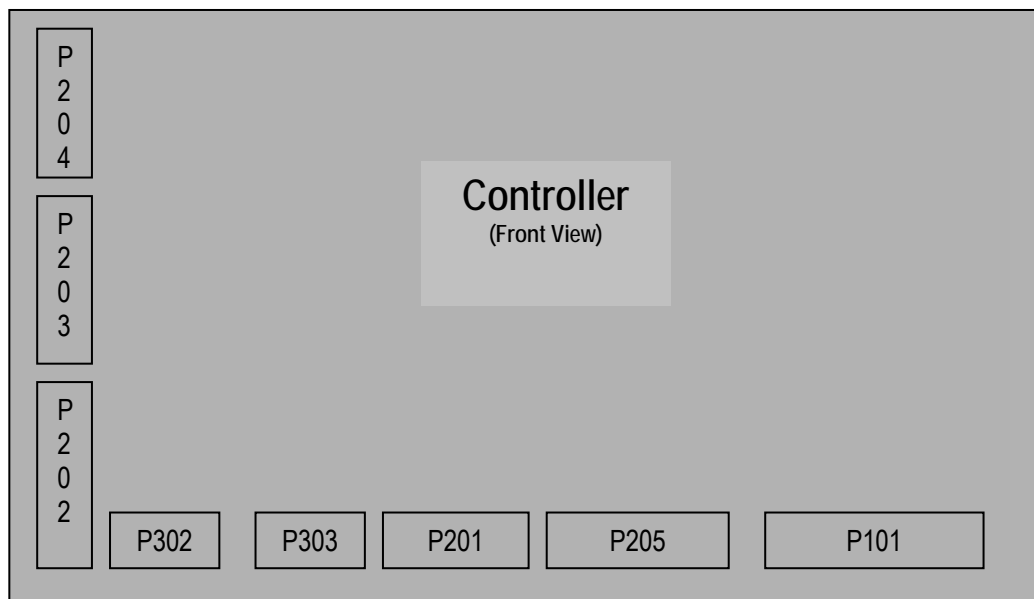 P204
Controller
(Front View)
P203
P202
P302 P303 P201 P205 P101